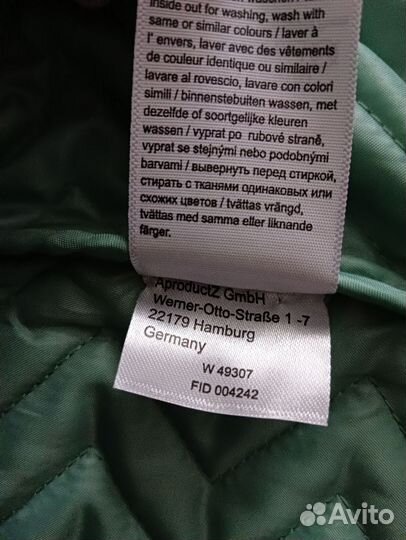 inside out for washing, wash with
same or similar colours / laver à
l' envers, laver avec des vêtements
de couleur identique ou similaire /
lavare al rovescio, lavare con colori
simili / binnenstebuiten wassen, met
dezelfde of soortgelijke kleuren
wassen / vyprat po rubové straně,
vyprat se stejnými nebo podobnými
barvami / вывернуть перед стиркой,
стирать с тканями одинаковых или
схожих цветов / tvättas vrängd,
tvättas med samma eller liknande
färger.
AproductZ GmbH
Werner-Otto-Straße 1 -7
22179 Hamburg
Germany
W 49307
FID 004242
Avito